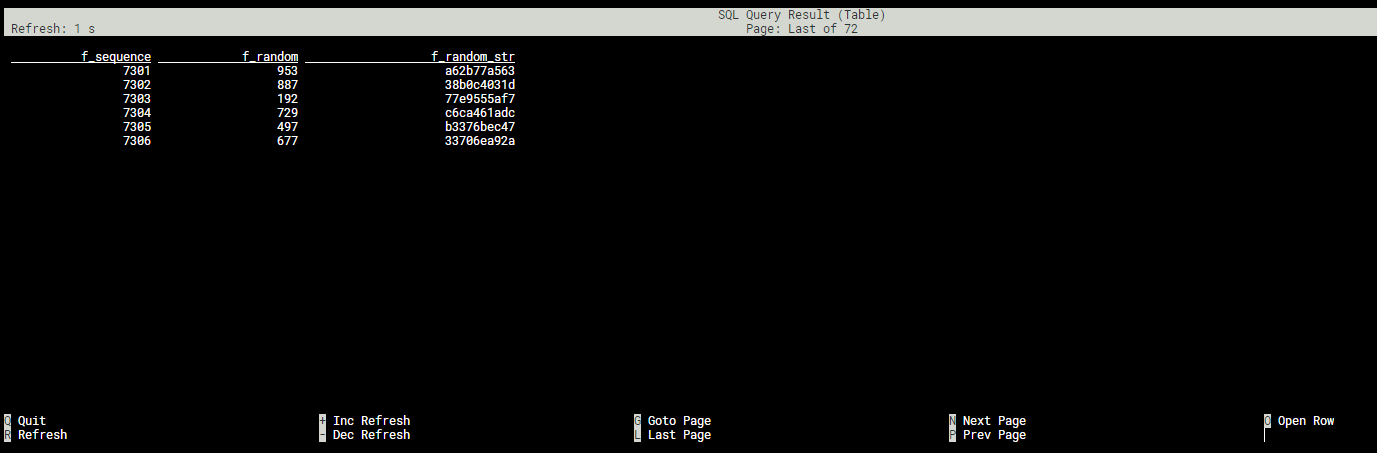 SQL Query Result (Table)
Refresh: 1 s Page: Last of 72
f_sequence f_random f_random_str
7301 953 a62b77a563
7302 887 38b0c4031d
7303 192 77e9555af7
7304 729 c6ca461adc
7305 497 b3376bec47
7306 677 33706ea92a
Q Quit + Inc Refresh G Goto Page N Next Page O Open Row
R Refresh - Dec Refresh L Last Page P Prev Page